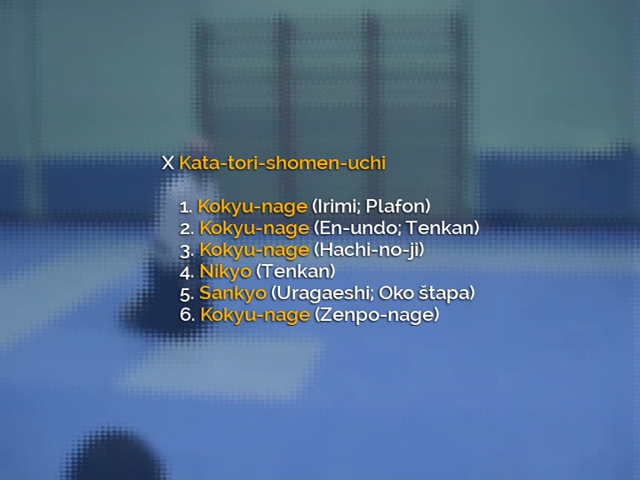 X Kata-tori-shomen-uchi
1. Kokyu-nage (Irimi; Plafon)
2. Kokyu-nage (En-undo; Tenkan)
3. Kokyu-nage (Hachi-no-ji)
4. Nikyo (Tenkan)
5. Sankyo (Uragaeshi; Oko štapa)
6. Kokyu-nage (Zenpo-nage)